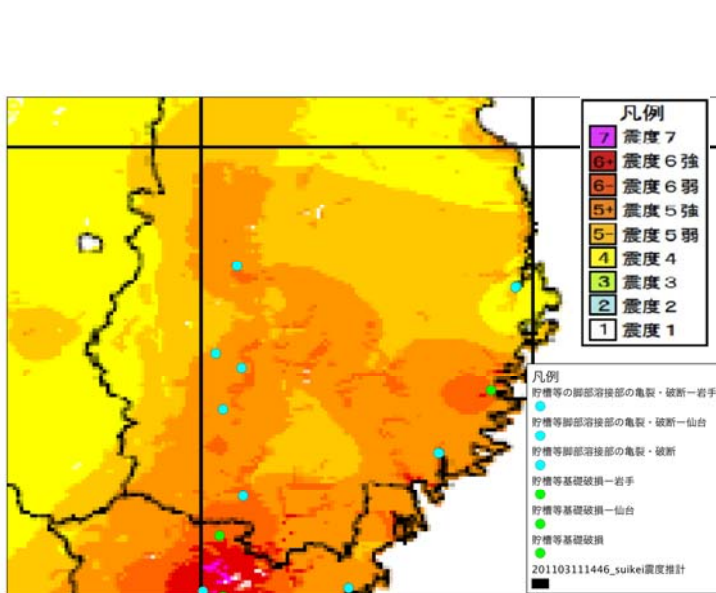 凡例
7 震度7
6+ 震度6強
6- 震度6弱
5+ 震度5強
5- 震度5弱
4 震度4
3 震度3
2 震度2
1 震度1
凡例
貯槽等の脚部溶接部の亀裂・破断ー岩手
貯槽等脚部溶接部の亀裂・破断ー仙台
貯槽等脚部溶接部の亀裂・破断
貯槽等基礎破損ー岩手
貯槽等基礎破損ー仙台
貯槽等基礎破損
201103111446_suikei震度推計